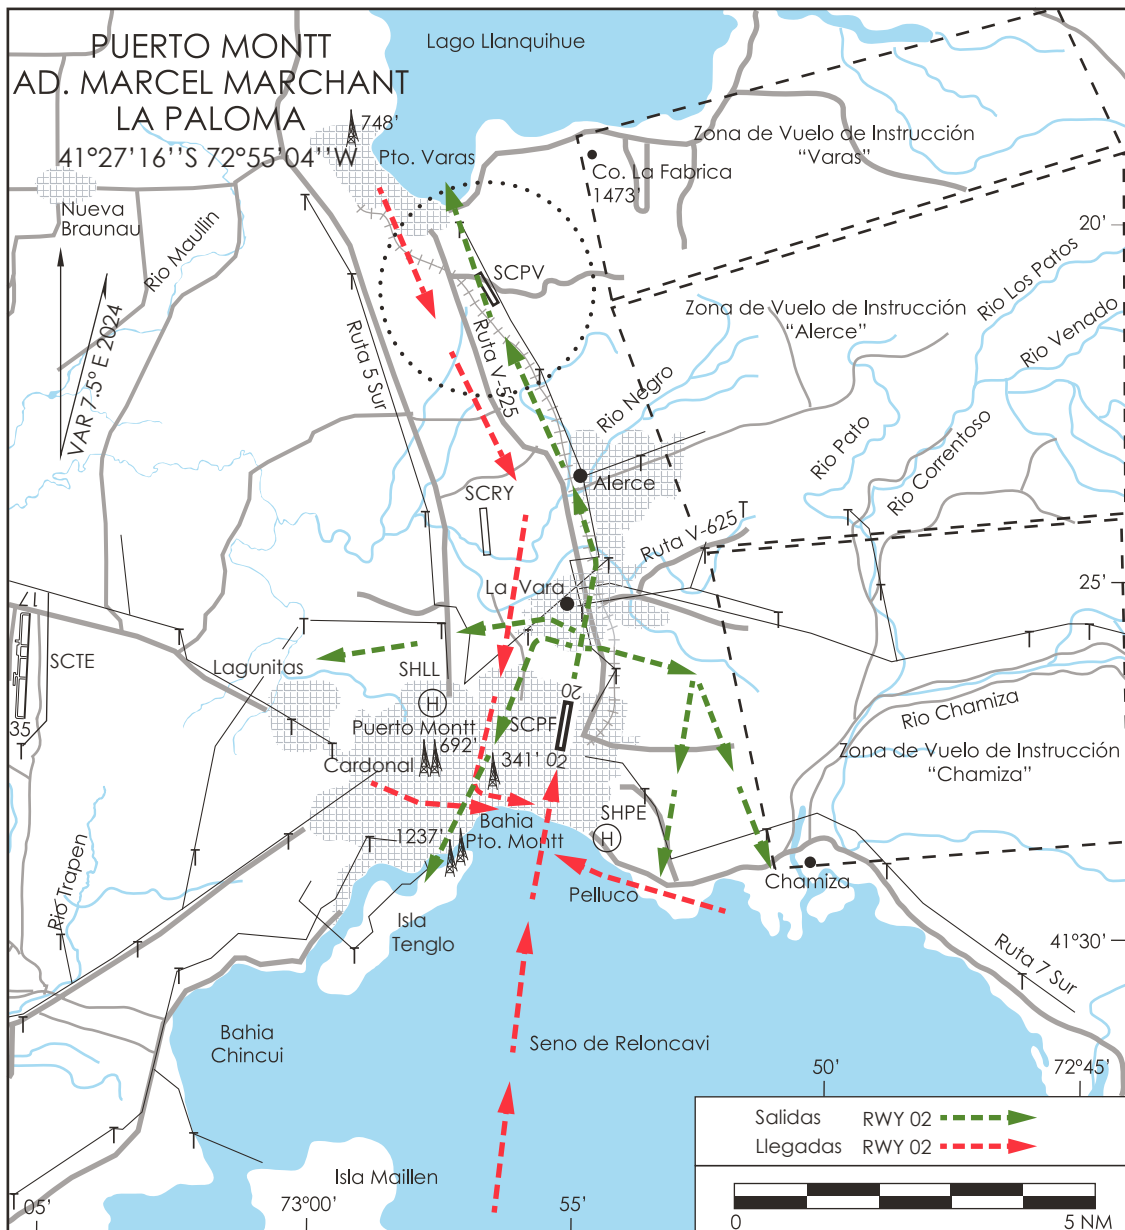 PUERTO MONTT
AD. MARCEL MARCHANT
LA PALOMA
41°27'16''S 72°55'04''W
Lago Llanquihue
748'
Pto. Varas
Zona de Vuelo de Instrucción
“Varas”
Co. La Fabrica
1473'
Nueva
Braunau
Rio Maullin
20'
VAR 7.5° E 2024
SCPV
Ruta 5 Sur
Ruta V-525
Zona de Vuelo de Instrucción
“Alerce”
Rio Los Patos
Rio Venado
Rio Negro
Rio Pato
Rio Correntoso
Alerce
SCRY
Ruta V-625
La Vara
25'
17
SCTE
35
Lagunitas
SHLL
H
20
SCPF
02
Puerto Montt
692'
Cardonal
341'
Rio Chamiza
Zona de Vuelo de Instrucción
“Chamiza”
SHPE
H
1237'
Bahia
Pto. Montt
Chamiza
Pelluco
Rio Trapen
Isla
Tenglo
41°30'
Ruta 7 Sur
Bahia
Chincui
Seno de Reloncavi
50'
72°45'
Salidas RWY 02
Llegadas RWY 02
Isla Maillen
05'
73°00'
55'
0
5 NM